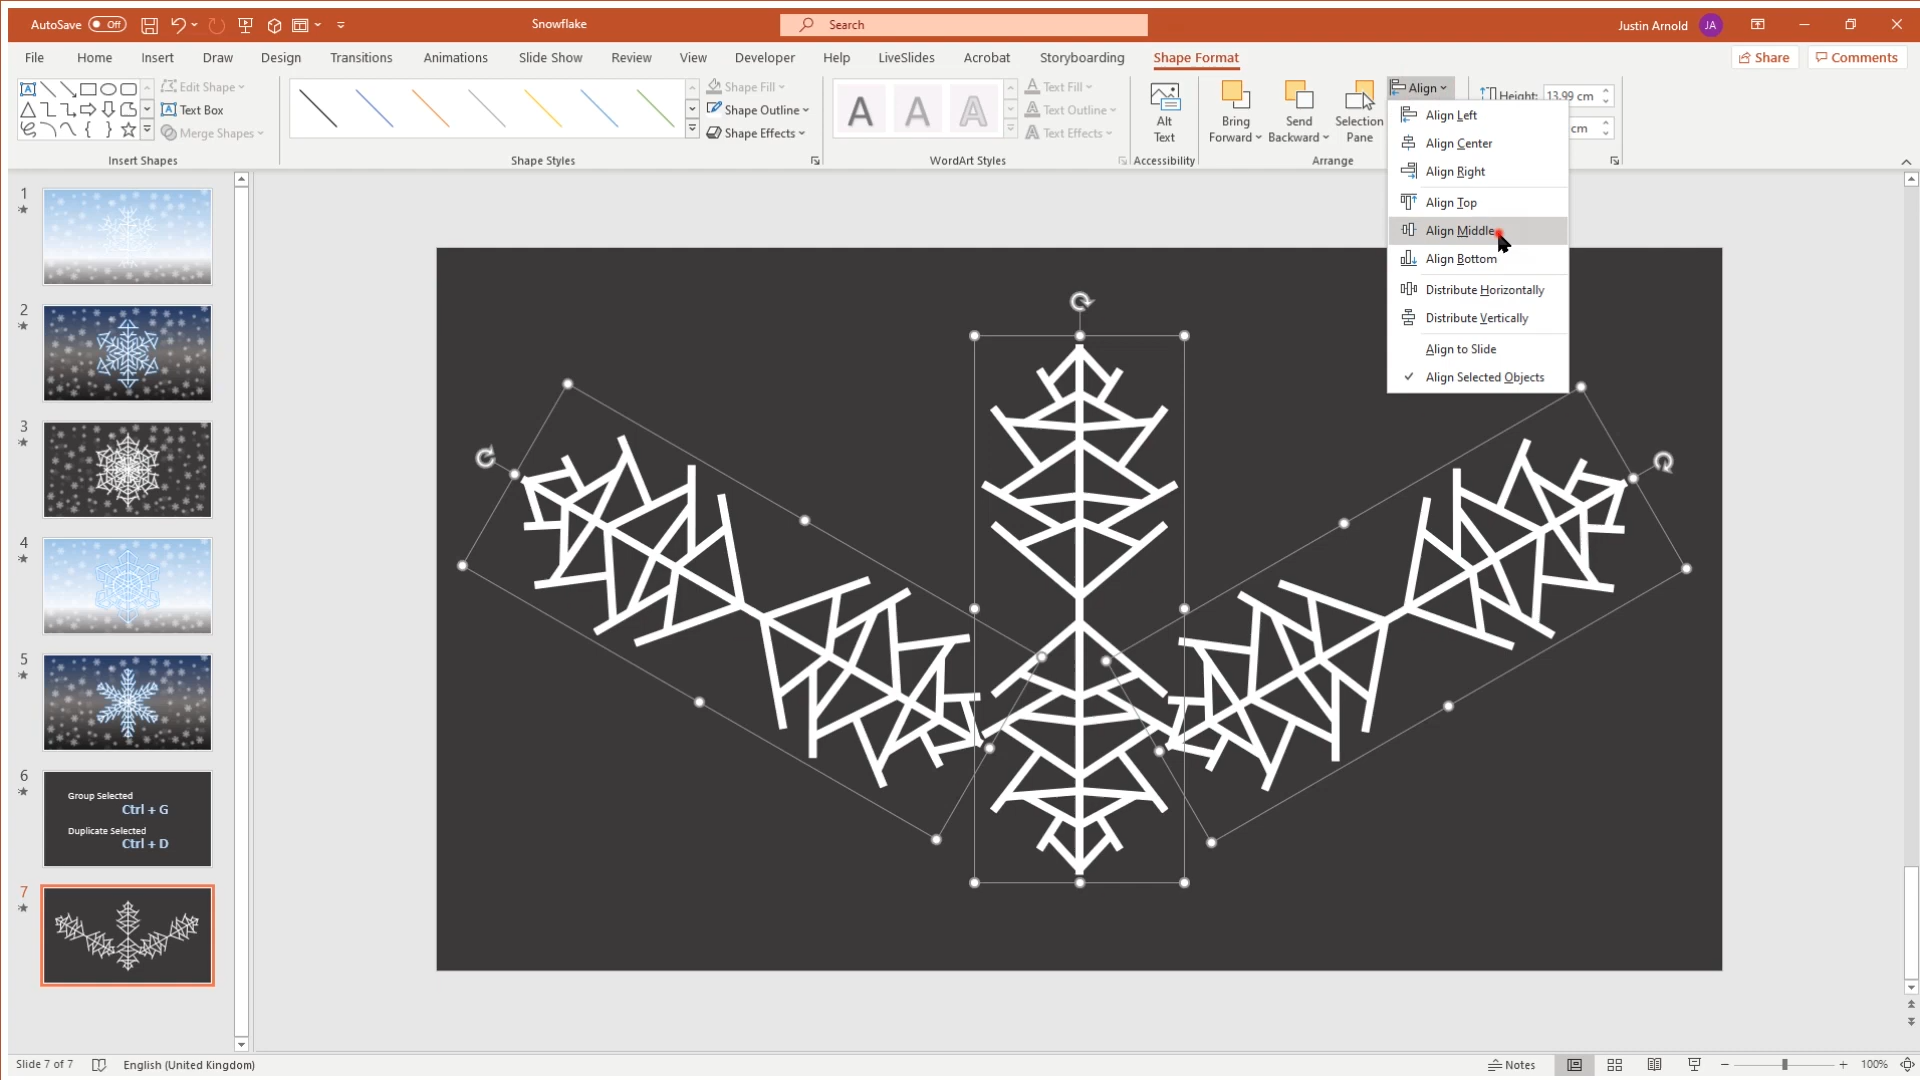 AutoSave Off
Snowflake
Search
Justin Arnold JA
File Home Insert Draw Design Transitions Animations Slide Show Review View Developer Help LiveSlides Acrobat Storyboarding Shape Format
Share Comments
Edit Shape
Text Box
Merge Shapes
Insert Shapes
Shape Fill
Shape Outline
Shape Effects
Shape Styles
A A A
Text Fill
Text Outline
Text Effects
WordArt Styles
Alt
Text
Accessibility
Bring
Forward
Send
Backward
Selection
Pane
Align
Arrange
Height: 13.99 cm
cm
Align Left
Align Center
Align Right
Align Top
Align Middle
Align Bottom
Distribute Horizontally
Distribute Vertically
Align to Slide
Align Selected Objects
1
2
3
4
5
6
Group Selected
Ctrl + G
Duplicate Selected
Ctrl + D
7
Slide 7 of 7
English (United Kingdom)
Notes
100%